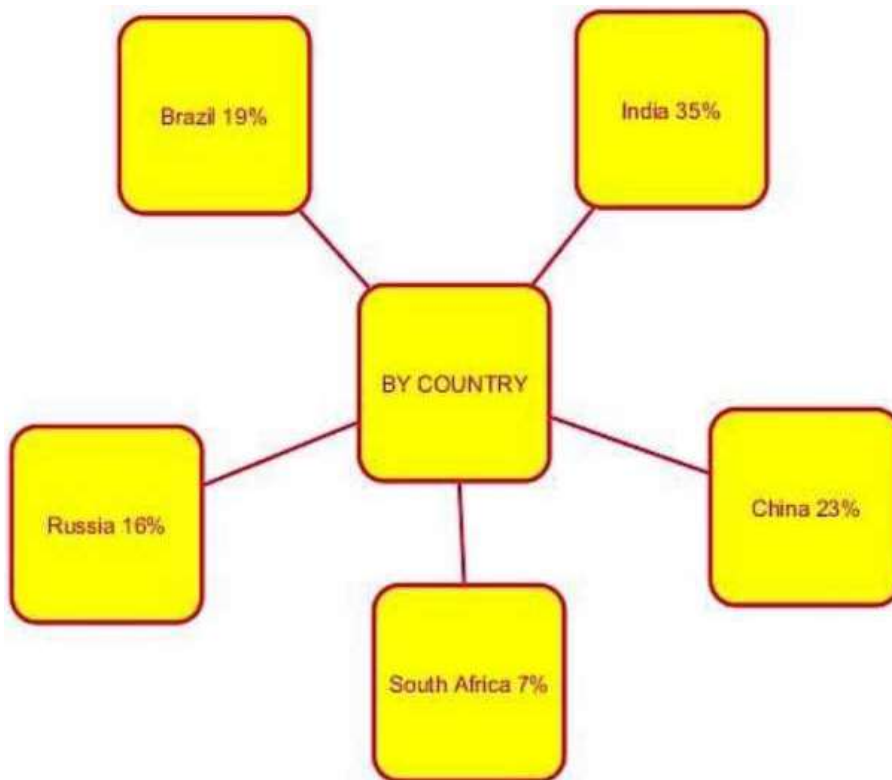 Brazil 19%
India 35%
BY COUNTRY
Russia 16%
China 23%
South Africa 7%